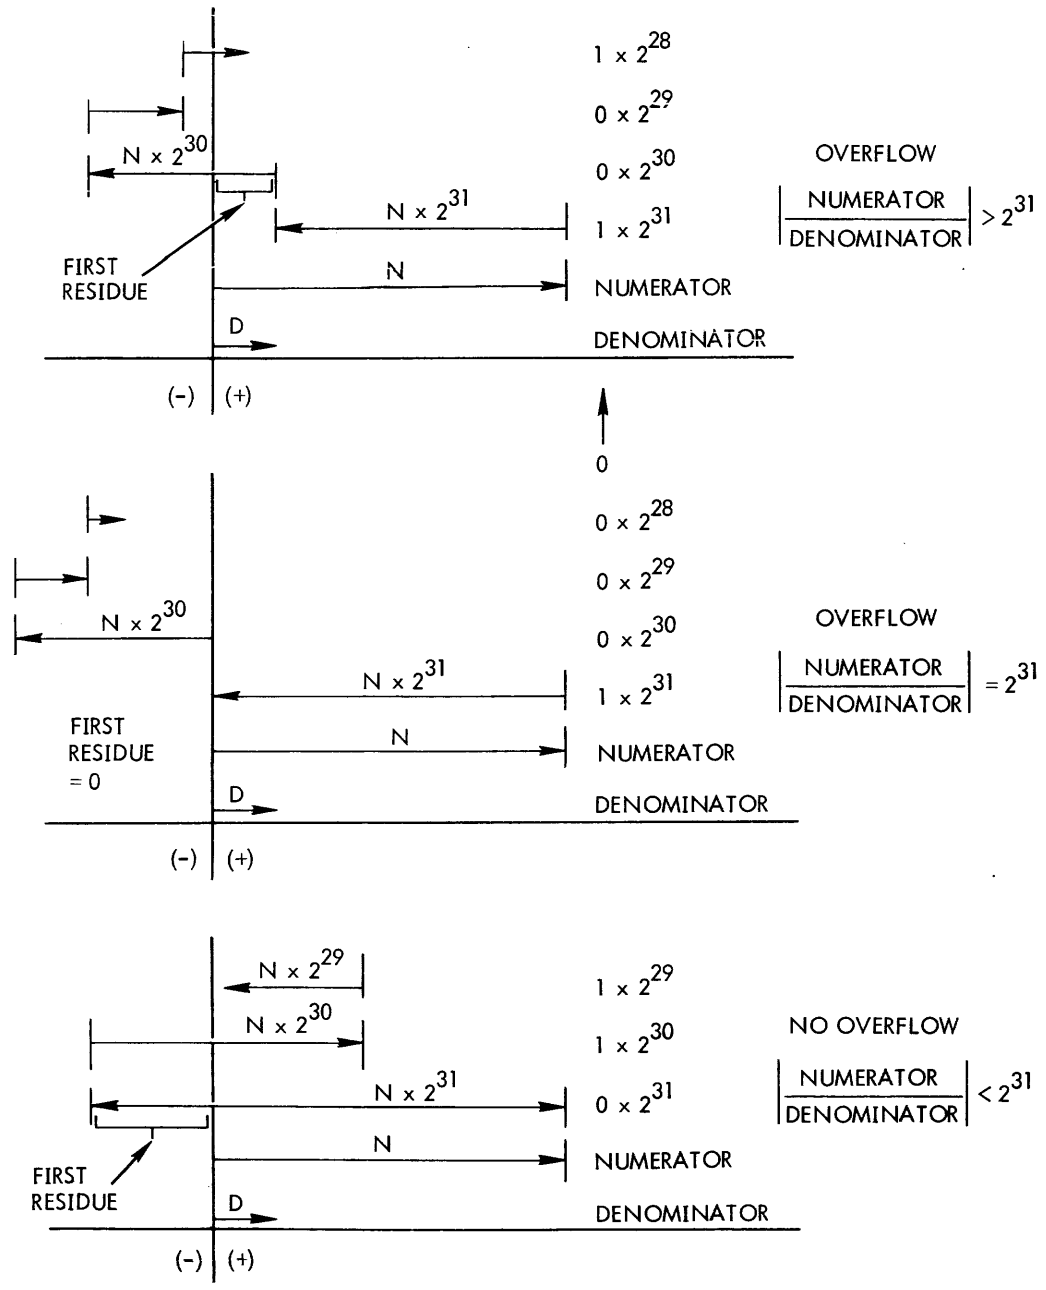 1 x 2^28
0 x 2^29
N x 2^30
0 x 2^30
OVERFLOW
N x 2^31
1 x 2^31
| NUMERATOR / DENOMINATOR | > 2^31
FIRST
RESIDUE
N
NUMERATOR
D
DENOMINATOR
(-) (+)
0
0 x 2^28
0 x 2^29
N x 2^30
0 x 2^30
OVERFLOW
N x 2^31
1 x 2^31
| NUMERATOR / DENOMINATOR | = 2^31
FIRST
RESIDUE
= 0
N
NUMERATOR
D
DENOMINATOR
(-) (+)
N x 2^29
1 x 2^29
N x 2^30
1 x 2^30
NO OVERFLOW
N x 2^31
0 x 2^31
| NUMERATOR / DENOMINATOR | < 2^31
N
NUMERATOR
FIRST
RESIDUE
D
DENOMINATOR
(-) (+)